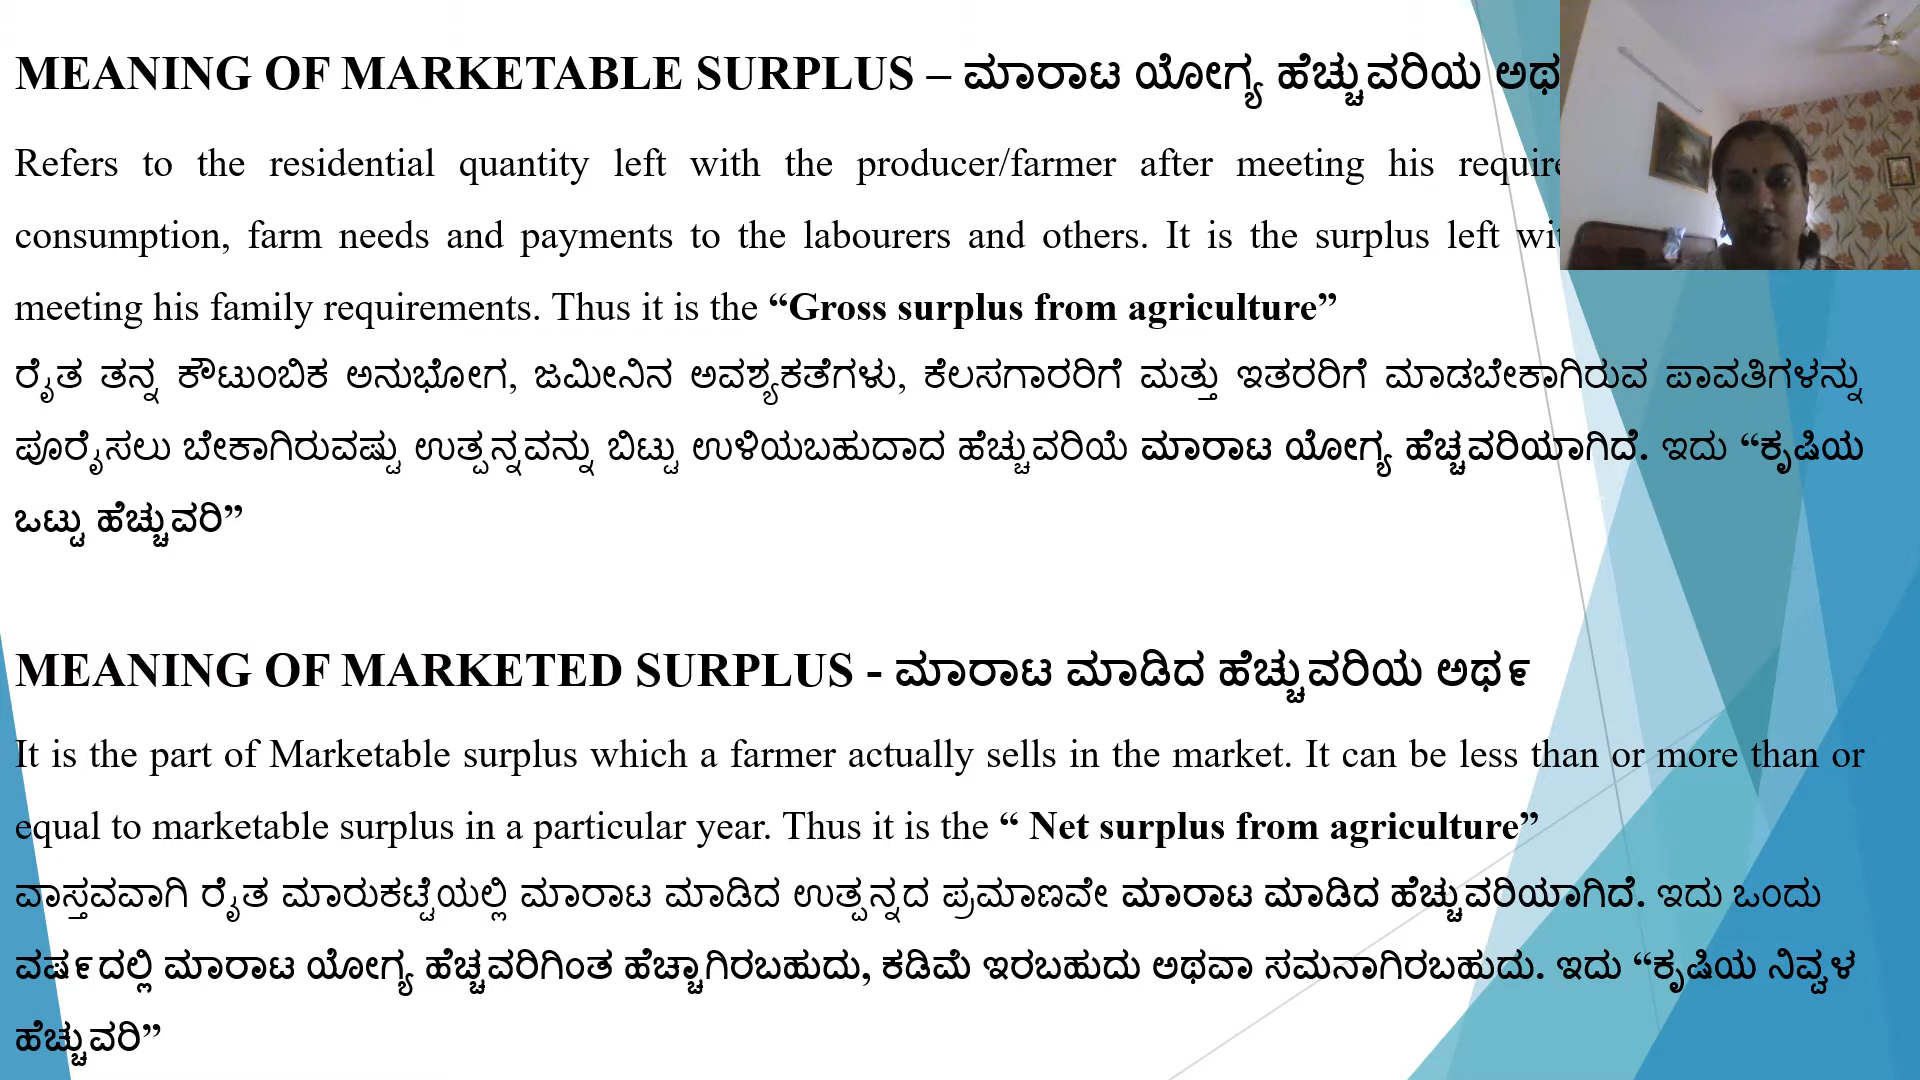 MEANING OF MARKETABLE SURPLUS – ಮಾರಾಟ ಯೋಗ್ಯ ಹೆಚ್ಚುವರಿಯ
Refers to the residential quantity left with the producer/farmer after meeting his
consumption, farm needs and payments to the labourers and others. It is the surplus left
meeting his family requirements. Thus it is the “Gross surplus from agriculture”
ರೈತ ತನ್ನ ಕೌಟುಂಬಿಕ ಅನುಭೋಗ, ಜಮೀನಿನ ಅವಶ್ಯಕತೆಗಳು, ಕೆಲಸಗಾರರಿಗೆ ಮತ್ತು ಇತರರಿಗೆ ಮಾಡಬೇಕಾಗಿರುವ ಪಾವತಿಗಳನ್ನು
ಪೂರೈಸಲು ಬೇಕಾಗಿರುವಷ್ಟು ಉತ್ಪನ್ನವನ್ನು ಬಿಟ್ಟು ಉಳಿಯಬಹುದಾದ ಹೆಚ್ಚುವರಿಯೆ ಮಾರಾಟ ಯೋಗ್ಯ ಹೆಚ್ಚವರಿಯಾಗಿದೆ. ಇದು “ಕೃಷಿಯ
ಒಟ್ಟು ಹೆಚ್ಚುವರಿ”
MEANING OF MARKETED SURPLUS - ಮಾರಾಟ ಮಾಡಿದ ಹೆಚ್ಚುವರಿಯ ಅಥ೯
It is the part of Marketable surplus which a farmer actually sells in the market. It can be less than or more than or
equal to marketable surplus in a particular year. Thus it is the “ Net surplus from agriculture”
ವಾಸ್ತವವಾಗಿ ರೈತ ಮಾರುಕಟ್ಟೆಯಲ್ಲಿ ಮಾರಾಟ ಮಾಡಿದ ಉತ್ಪನ್ನದ ಪ್ರಮಾಣವೇ ಮಾರಾಟ ಮಾಡಿದ ಹೆಚ್ಚುವರಿಯಾಗಿದೆ. ಇದು ಒಂದು
ವಷ೯ದಲ್ಲಿ ಮಾರಾಟ ಯೋಗ್ಯ ಹೆಚ್ಚವರಿಗಿಂತ ಹೆಚ್ಚಾಗಿರಬಹುದು, ಕಡಿಮೆ ಇರಬಹುದು ಅಥವಾ ಸಮನಾಗಿರಬಹುದು. ಇದು “ಕೃಷಿಯ ನಿವ್ವಳ
ಹೆಚ್ಚುವರಿ”